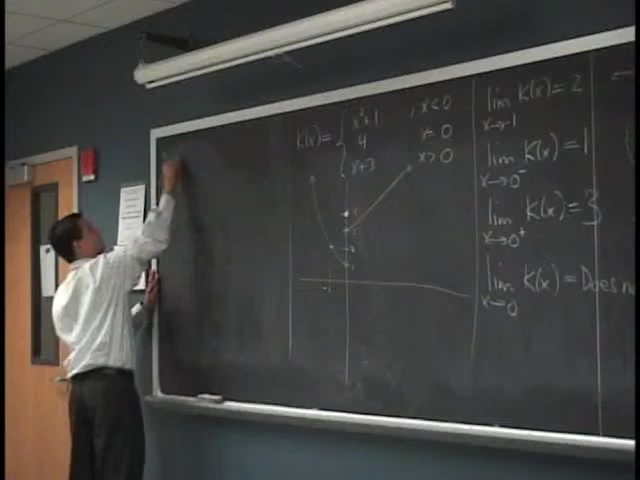 K(x) = { x²+1 , x<0
4 x=0
x+3 x>0
lim K(x) = 2
x→-1
lim K(x) = 1
x→0⁻
lim K(x) = 3
x→0⁺
lim K(x) = Does no
x→0